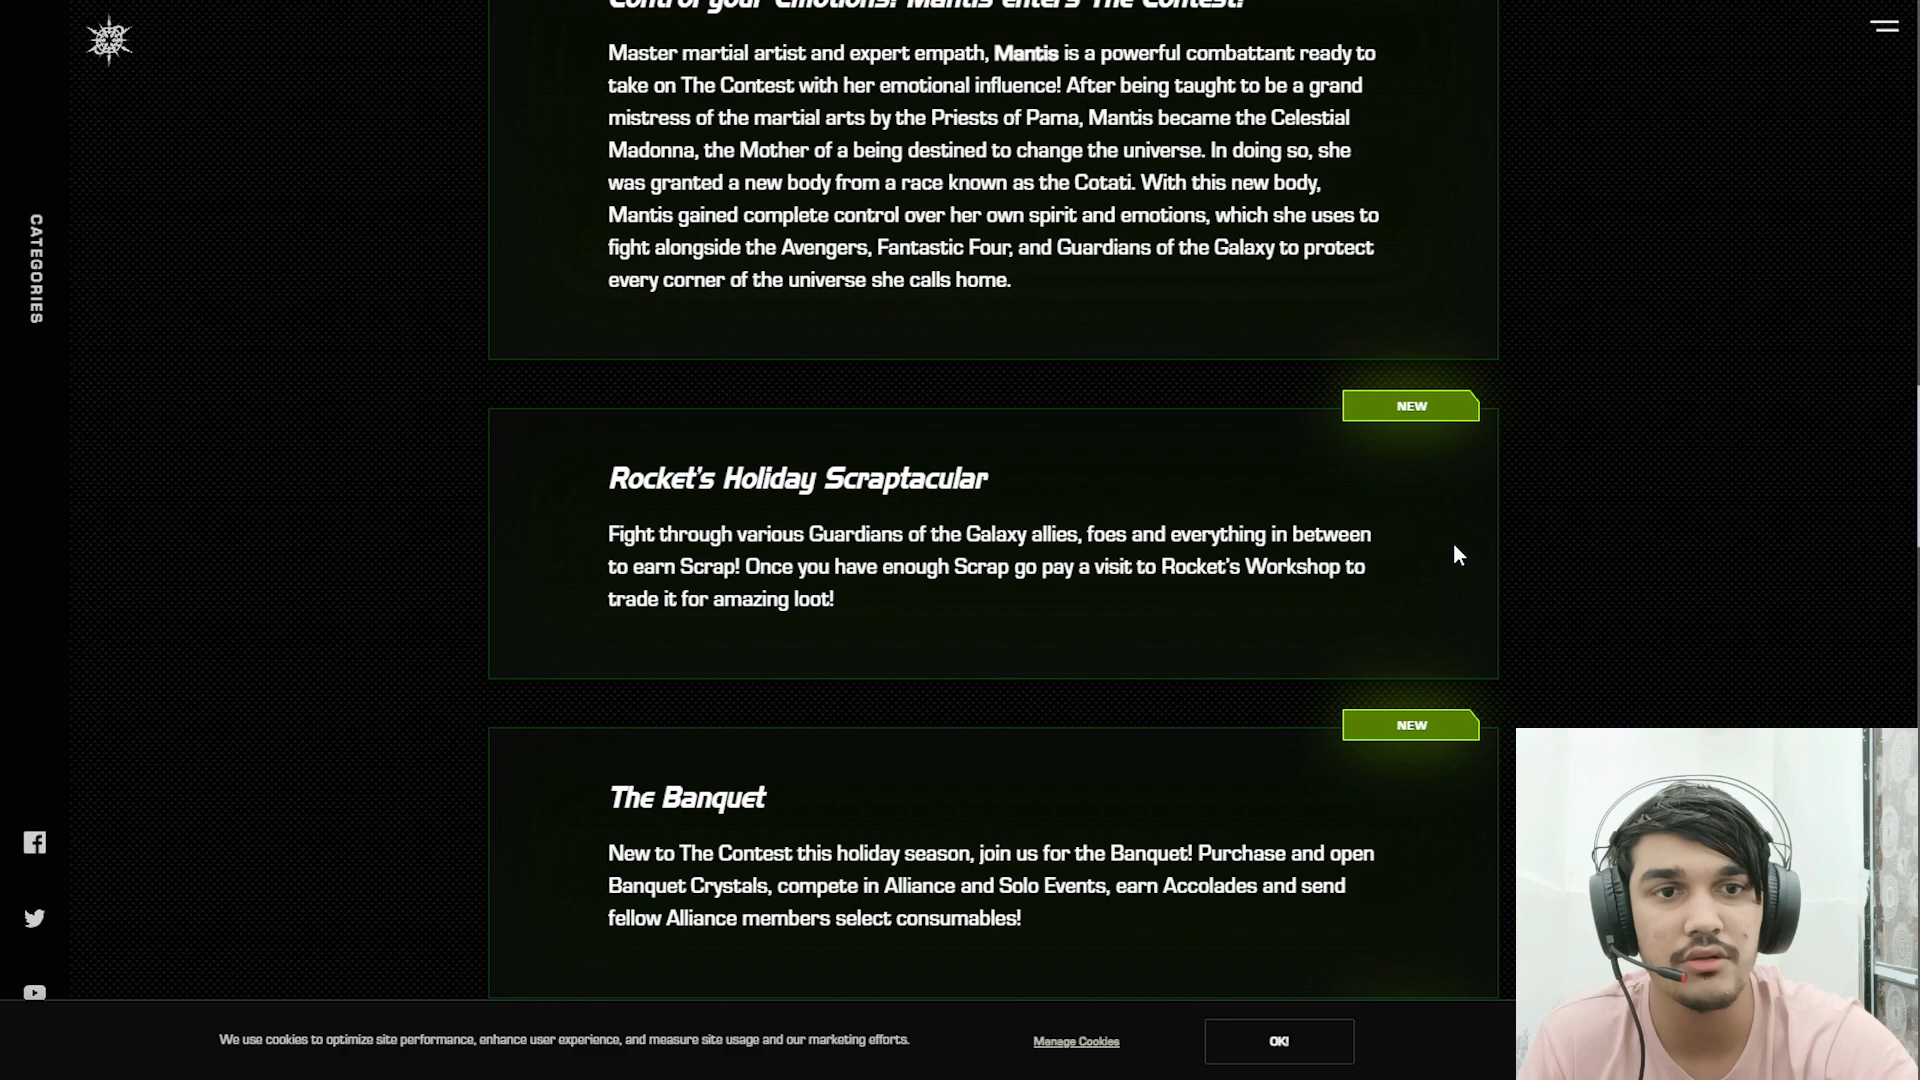 Control your Emotions! Mantis enters The Contest!
Master martial artist and expert empath, Mantis is a powerful combattant ready to
take on The Contest with her emotional influence! After being taught to be a grand
mistress of the martial arts by the Priests of Pama, Mantis became the Celestial
Madonna, the Mother of a being destined to change the universe. In doing so, she
was granted a new body from a race known as the Cotati. With this new body,
Mantis gained complete control over her own spirit and emotions, which she uses to
fight alongside the Avengers, Fantastic Four, and Guardians of the Galaxy to protect
every corner of the universe she calls home.
CATEGORIES
NEW
Rocket's Holiday Scraptacular
Fight through various Guardians of the Galaxy allies, foes and everything in between
to earn Scrap! Once you have enough Scrap go pay a visit to Rocket's Workshop to
trade it for amazing loot!
NEW
The Banquet
New to The Contest this holiday season, join us for the Banquet! Purchase and open
Banquet Crystals, compete in Alliance and Solo Events, earn Accolades and send
fellow Alliance members select consumables!
We use cookies to optimize site performance, enhance user experience, and measure site usage and our marketing efforts.
Manage Cookies
OK!